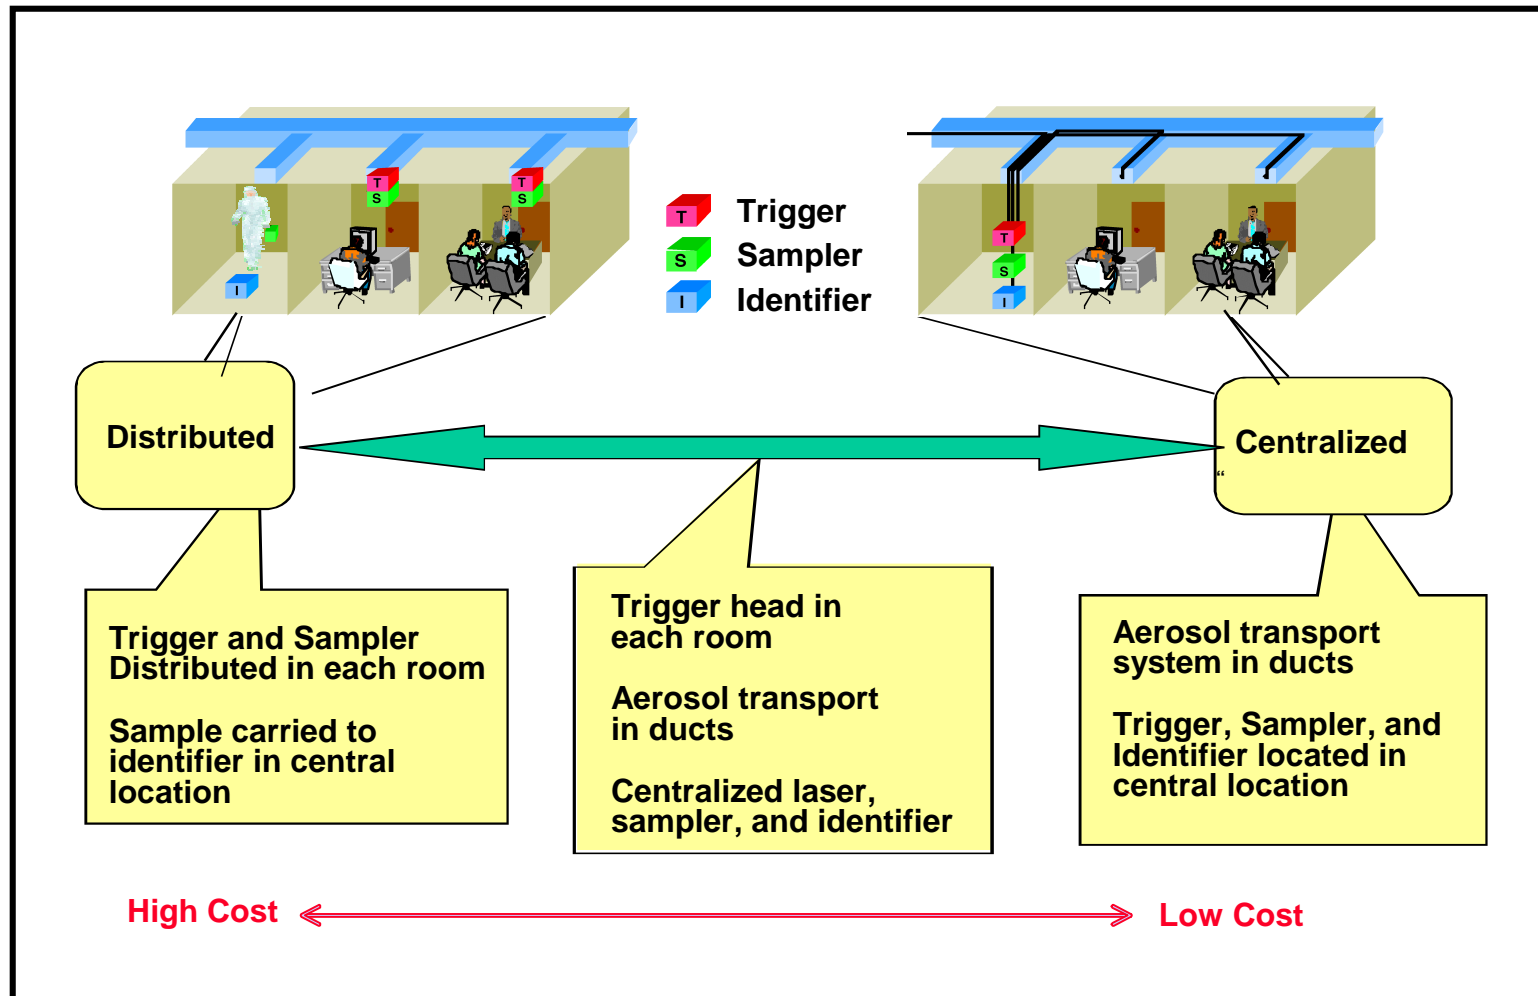 T
S
T
S
I
T Trigger
S Sampler
I Identifier
T
S
I
Distributed
Centralized
“
Trigger and Sampler
Distributed in each room
Sample carried to
identifier in central
location
Trigger head in
each room
Aerosol transport
in ducts
Centralized laser,
sampler, and identifier
Aerosol transport
system in ducts
Trigger, Sampler, and
Identifier located in
central location
High Cost
Low Cost